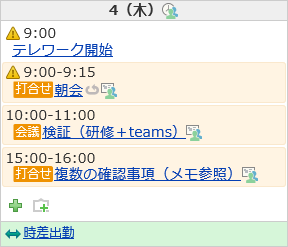 4（木）
9:00
テレワーク開始
9:00-9:15
打合せ 朝会
10:00-11:00
会議 検証（研修＋teams）
15:00-16:00
打合せ 複数の確認事項（メモ参照）
時差出勤